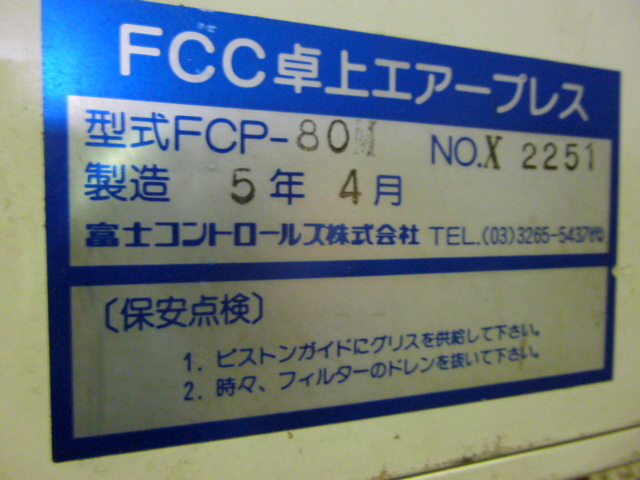 FCC卓上エアープレス
型式FCP-80 NO.X 2251
製造 5年 4月
富士コントロールズ株式会社 TEL.(03)3265-5437㈹
〔保安点検〕
1. ピストンガイドにグリスを供給して下さい。
2. 時々、フィルターのドレンを抜いて下さい。